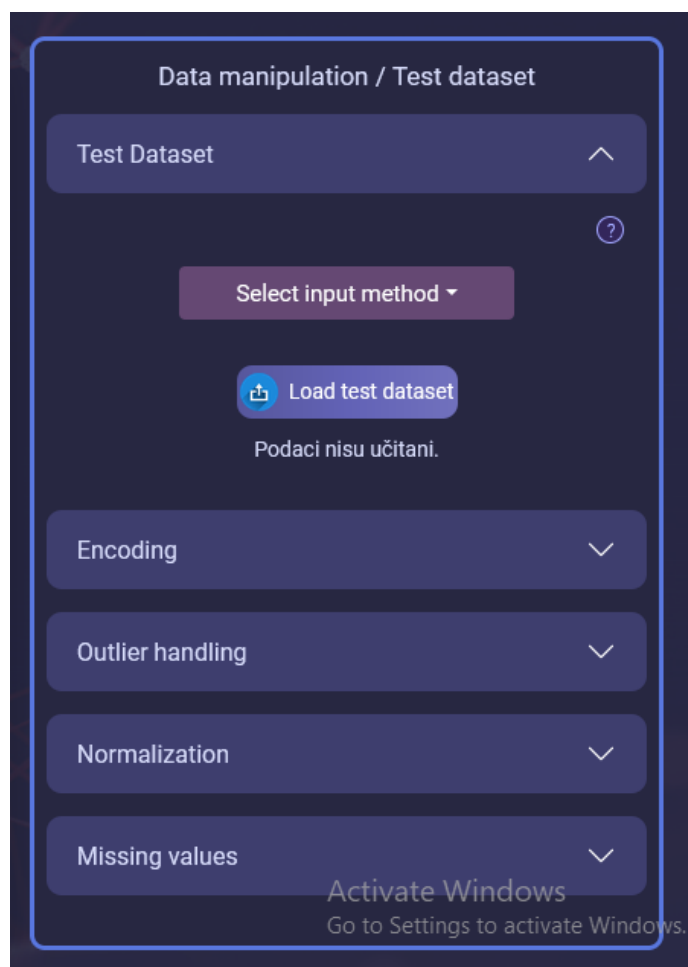 Data manipulation / Test dataset
Test Dataset
?
Select input method
Load test dataset
Podaci nisu učitani.
Encoding
Outlier handling
Normalization
Missing values
Activate Windows
Go to Settings to activate Windows.